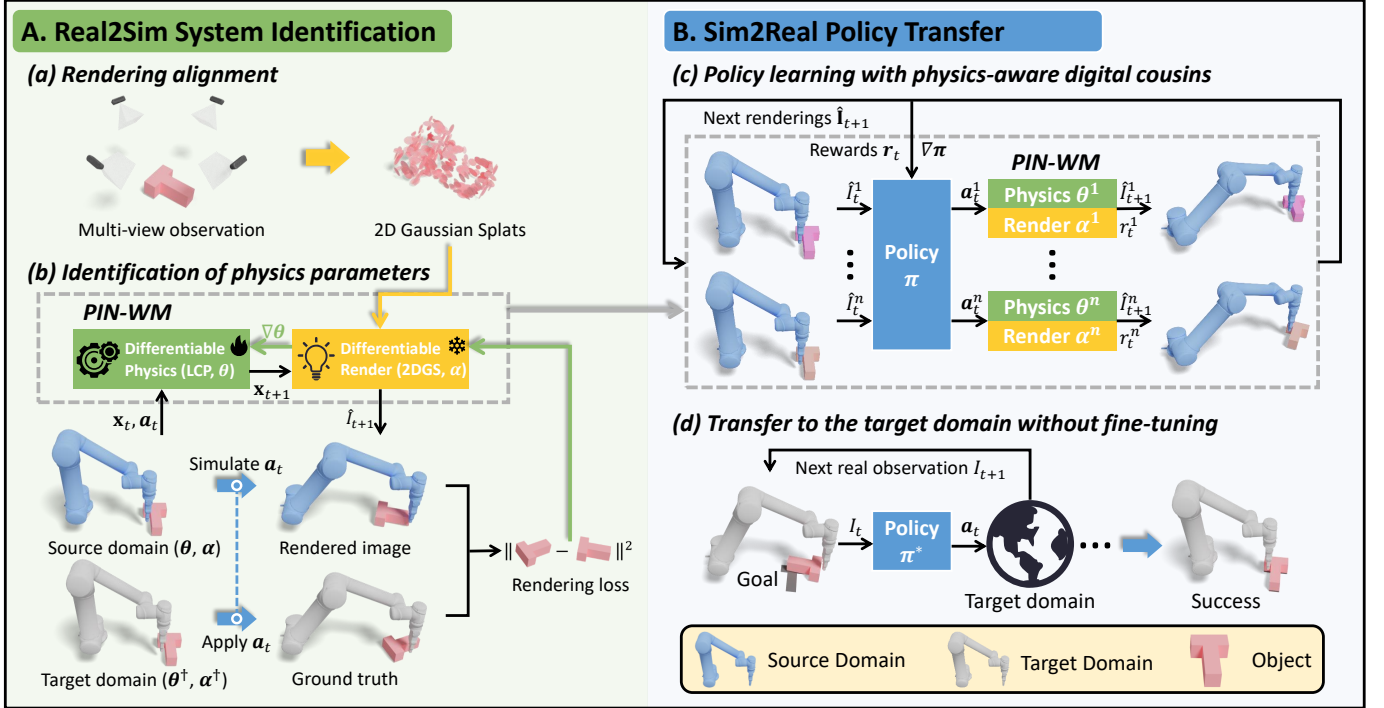 A. Real2Sim System Identification
(a) Rendering alignment
Multi-view observation
2D Gaussian Splats
(b) Identification of physics parameters
PIN-WM
∇θ
Differentiable
Physics (LCP, θ)
Differentiable
Render (2DGS, α)
x_{t+1}
x_t, a_t
Î_{t+1}
Simulate a_t
Source domain (θ, α)
Rendered image
‖ − ‖²
Rendering loss
Apply a_t
Target domain (θ†, α†)
Ground truth
B. Sim2Real Policy Transfer
(c) Policy learning with physics-aware digital cousins
Next renderings Î_{t+1}
Rewards r_t
∇π
PIN-WM
Î_t^1
Policy
π
a_t^1
Physics θ^1
Render α^1
Î_{t+1}^1
r_t^1
Î_t^n
a_t^n
Physics θ^n
Render α^n
Î_{t+1}^n
r_t^n
(d) Transfer to the target domain without fine-tuning
Next real observation I_{t+1}
I_t
Policy
π*
a_t
Goal
Target domain
Success
Source Domain
Target Domain
Object